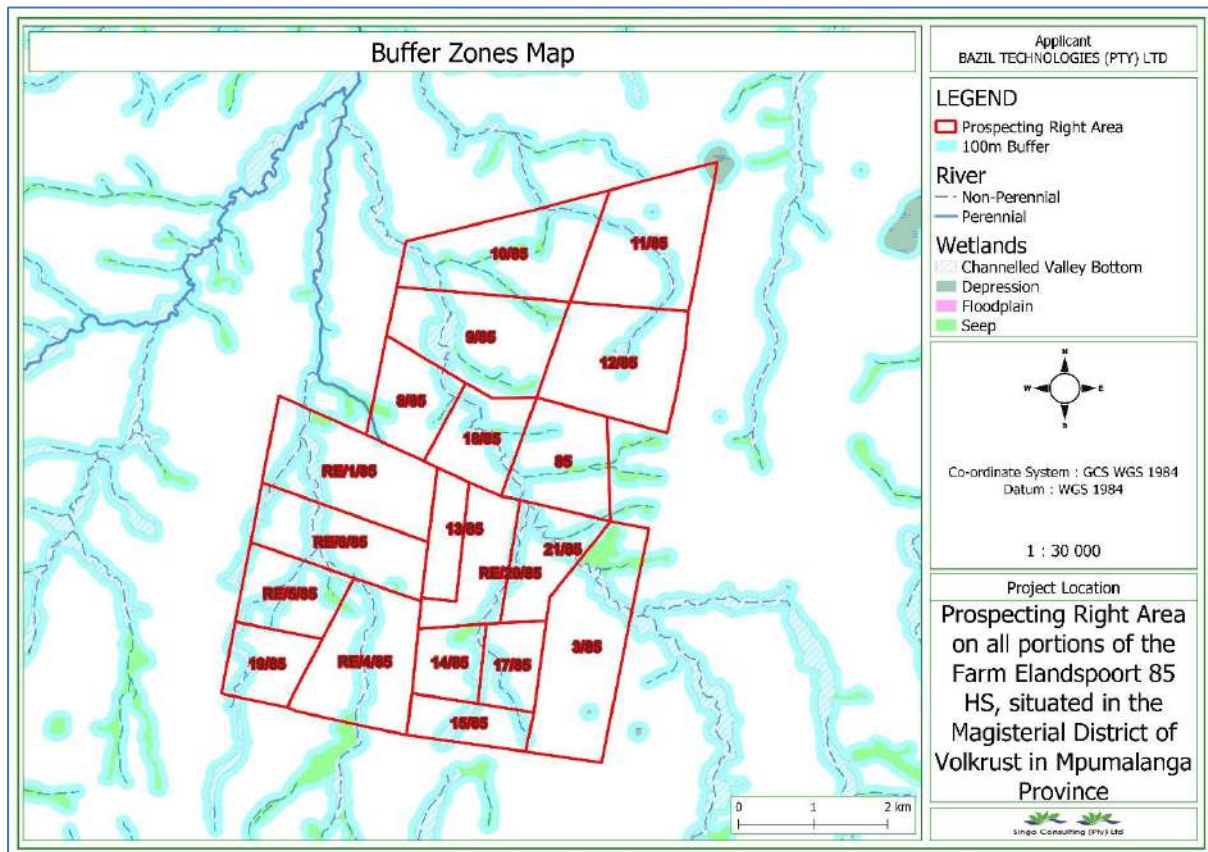 Buffer Zones Map
10/85
11/85
9/85
12/85
8/85
18/85
85
RE/1/85
13/85
RE/6/85
21/85
RE/20/85
RE/5/85
3/85
19/85
RE/4/85
14/85
17/85
15/85
0 1 2 km
Applicant
BAZIL TECHNOLOGIES (PTY) LTD
LEGEND
Prospecting Right Area
100m Buffer
River
Non-Perennial
Perennial
Wetlands
Channelled Valley Bottom
Depression
Floodplain
Seep
N
W E
S
Co-ordinate System : GCS WGS 1984
Datum : WGS 1984
1 : 30 000
Project Location
Prospecting Right Area
on all portions of the
Farm Elandspoort 85
HS, situated in the
Magisterial District of
Volkrust in Mpumalanga
Province
Singo Consulting (Pty) Ltd